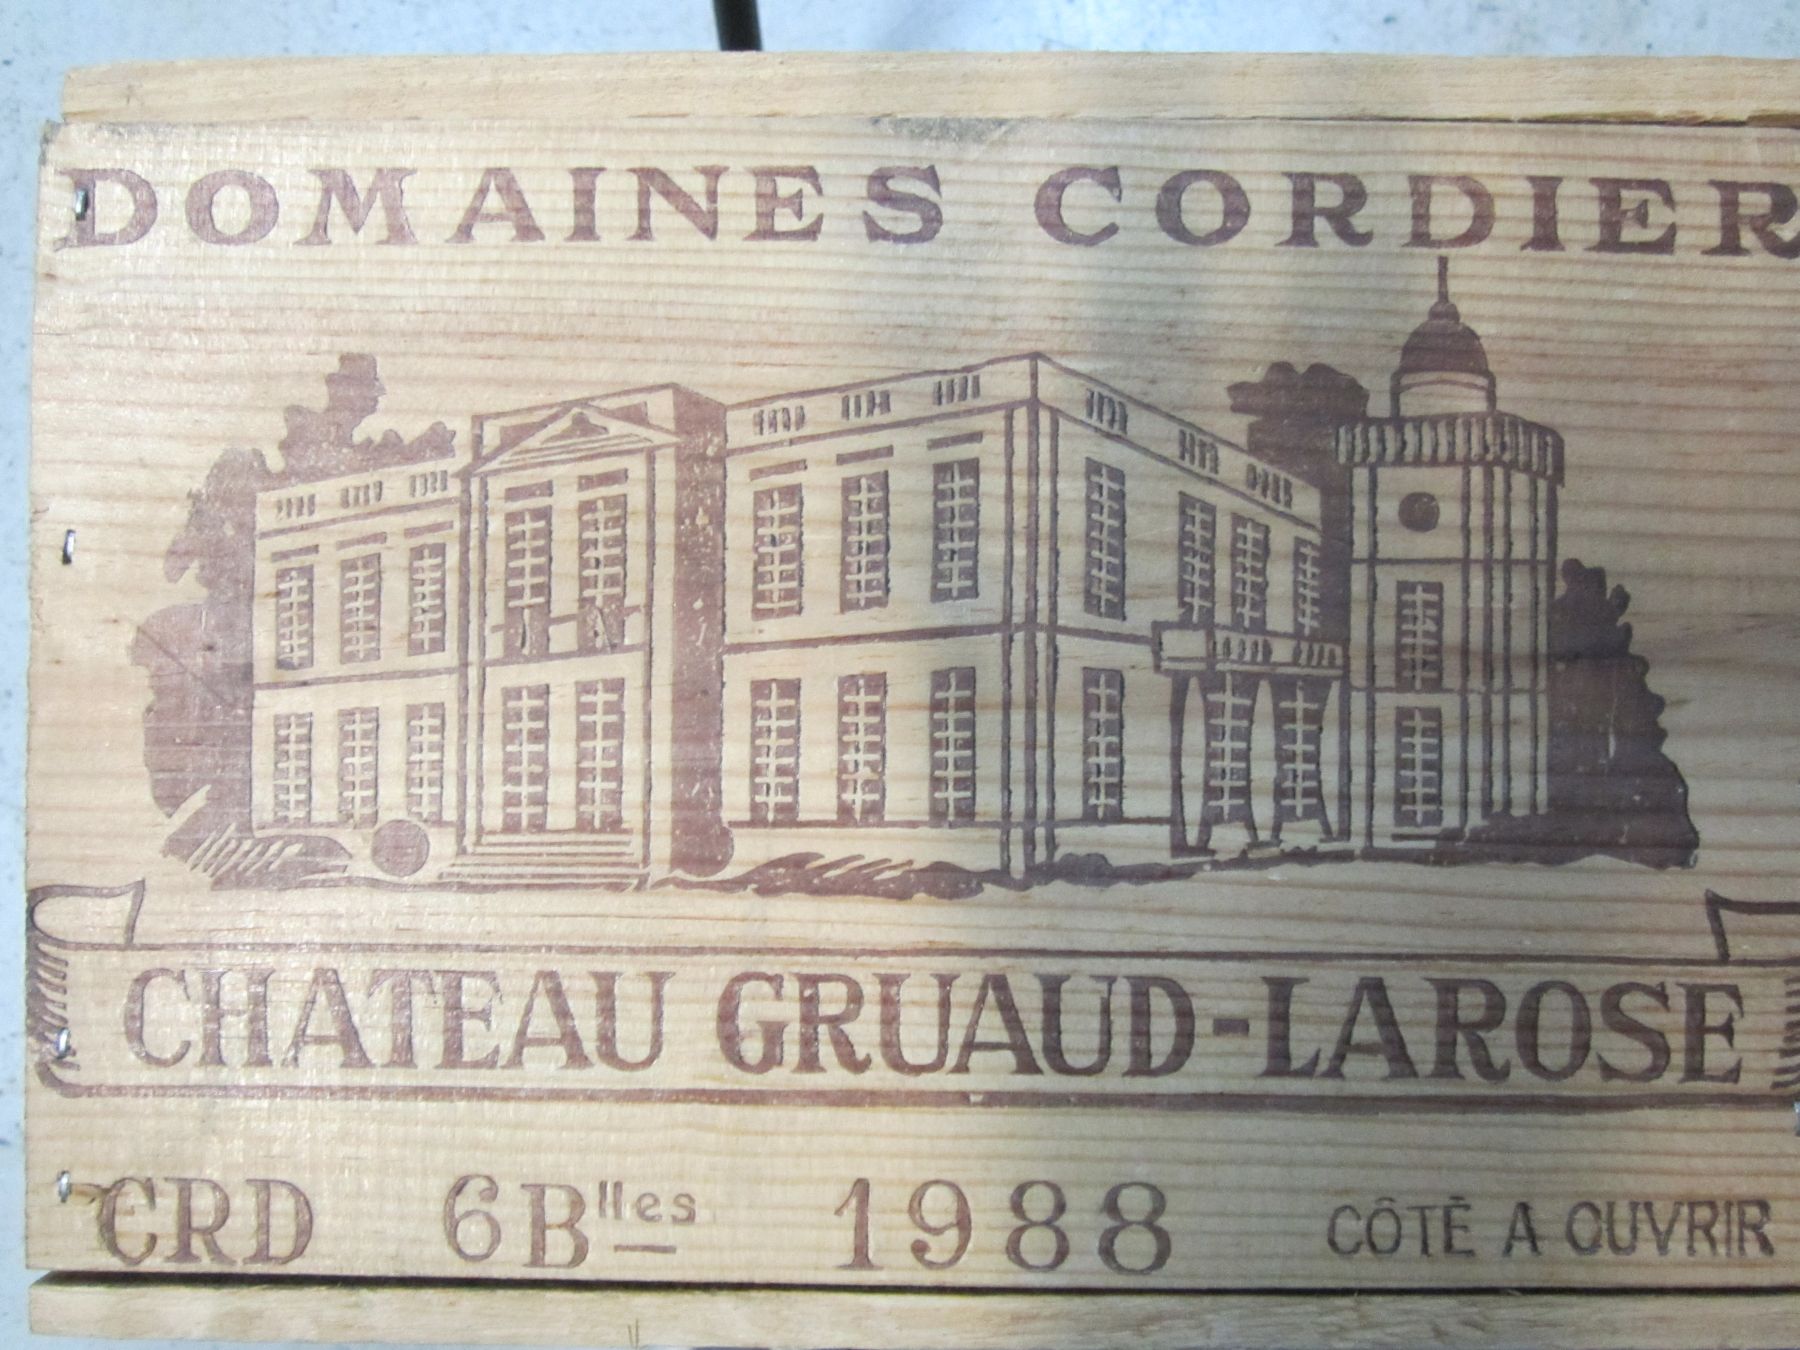 DOMAINES CORDIER
CHATEAU GRUAUD-LAROSE
CRD 6Blles 1988 CÔTÉ A OUVRIR